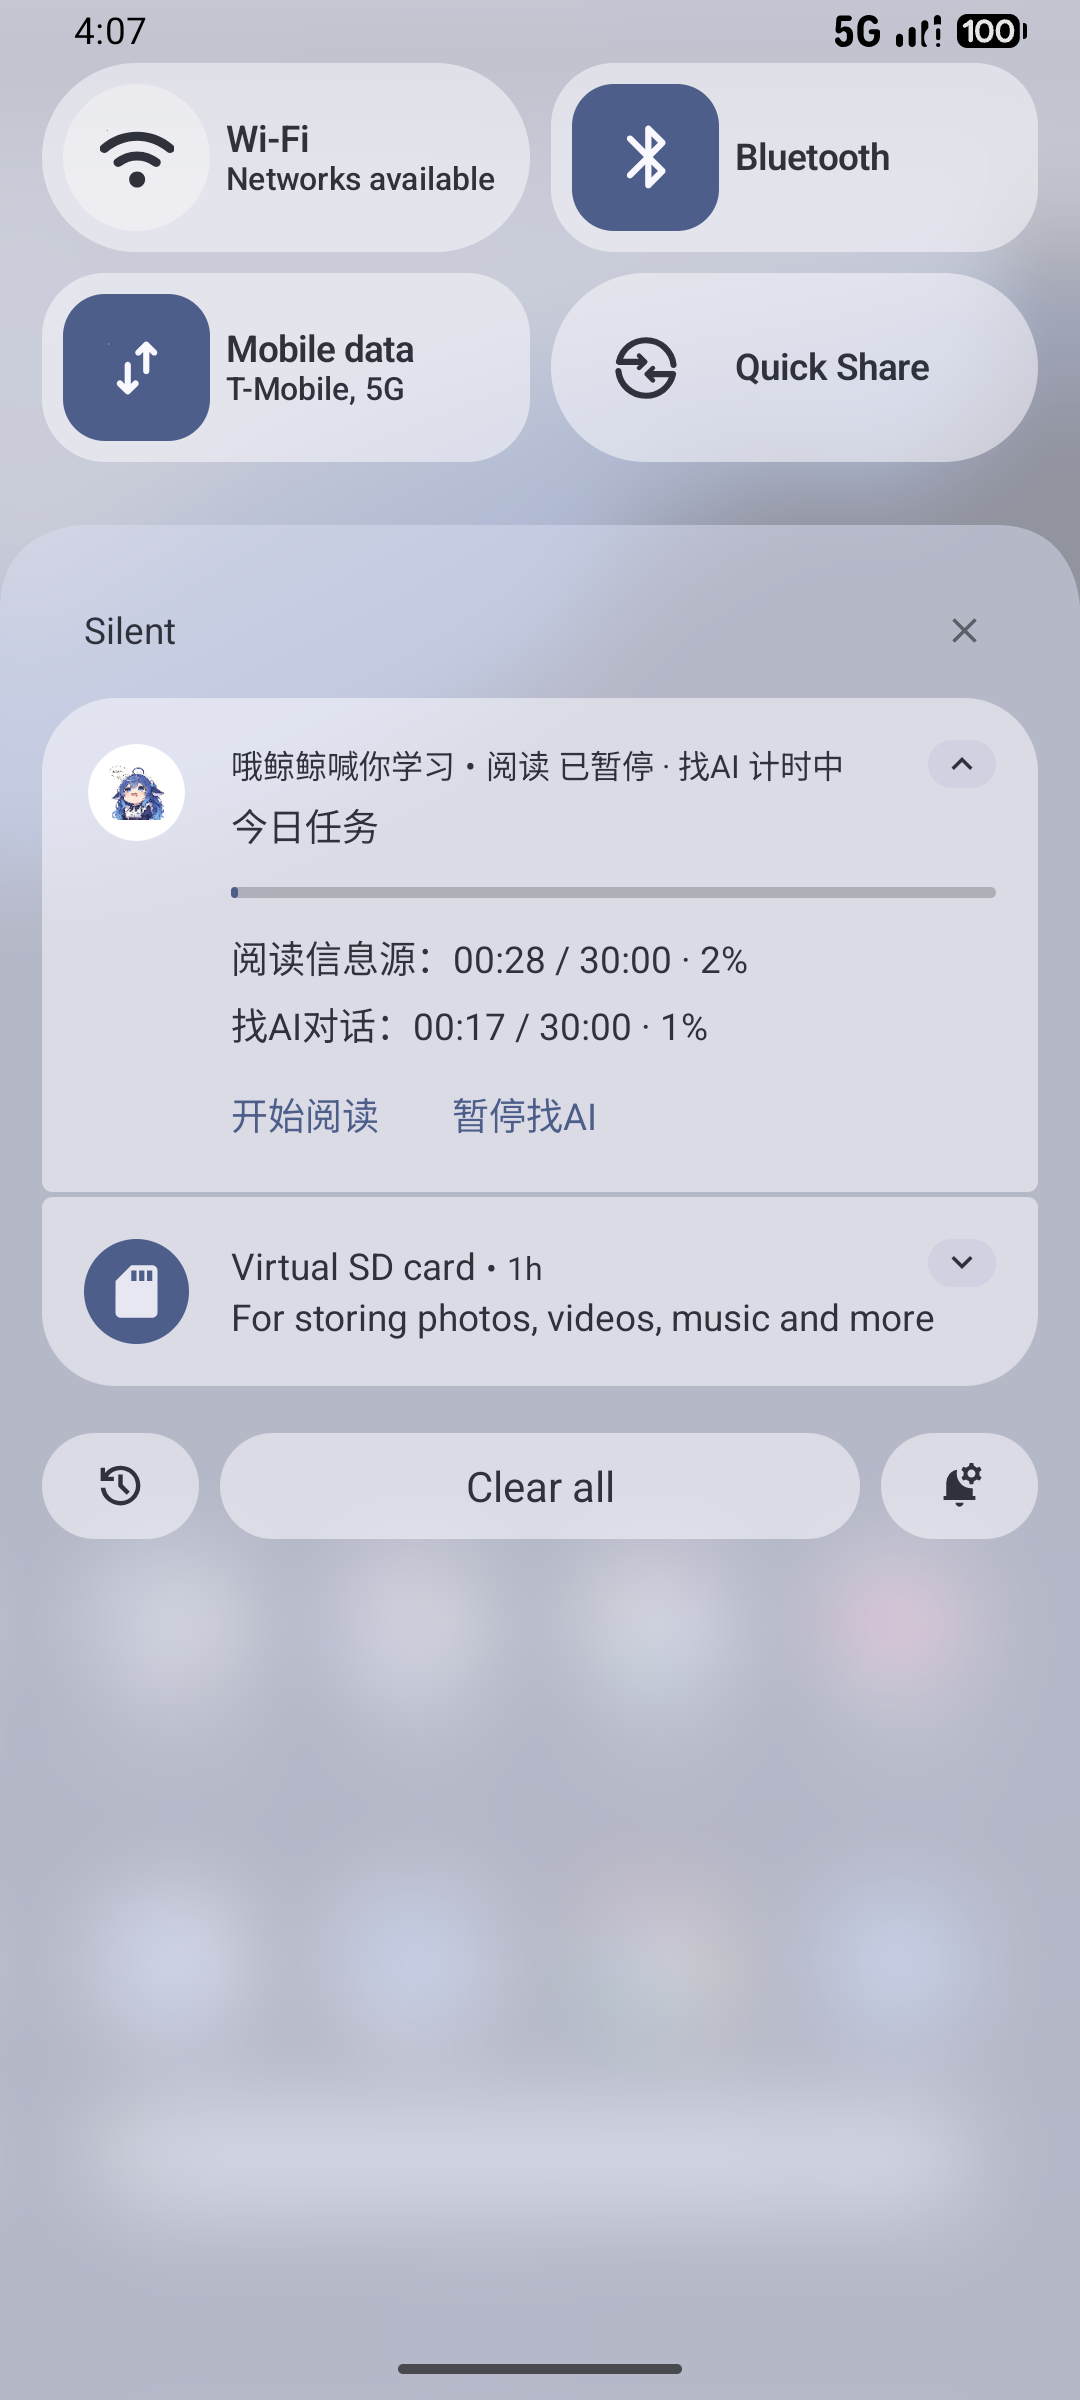 4:07
5G
100
Wi-Fi
Networks available
Bluetooth
Mobile data
T-Mobile, 5G
Quick Share
Silent
哦鲸鲸喊你学习 • 阅读 已暂停 · 找AI 计时中
今日任务
阅读信息源：00:28 / 30:00 · 2%
找AI对话：00:17 / 30:00 · 1%
开始阅读 暂停找AI
Virtual SD card • 1h
For storing photos, videos, music and more
Clear all